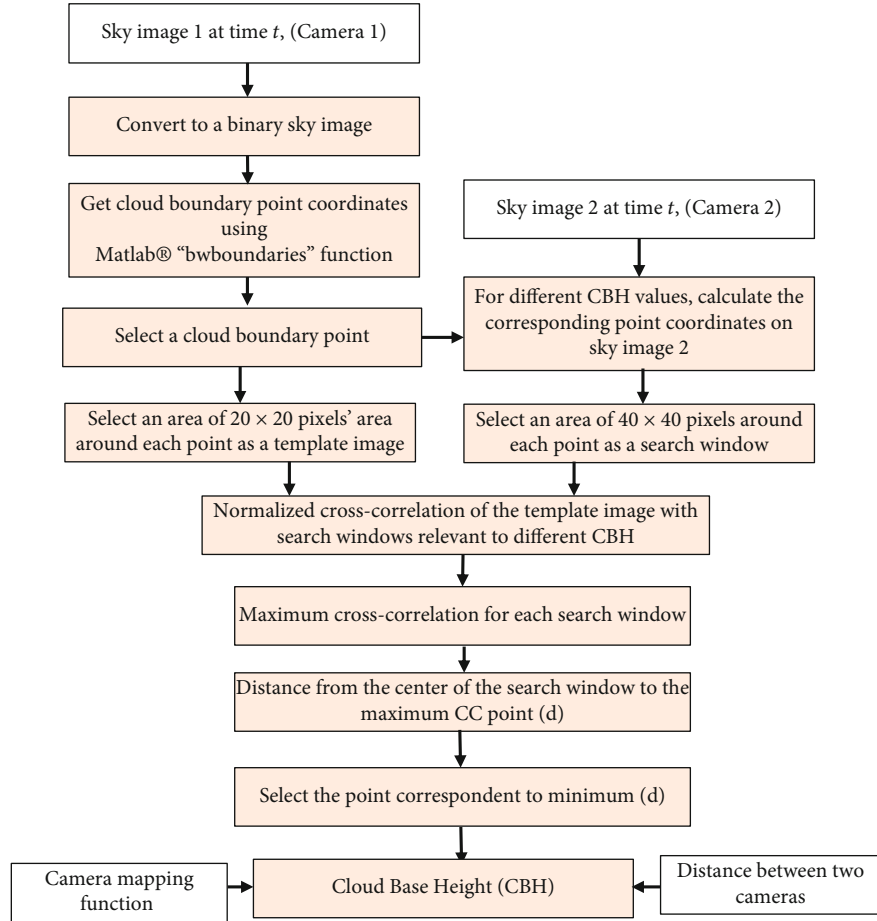 Sky image 1 at time t, (Camera 1)
Convert to a binary sky image
Get cloud boundary point coordinates
using
Matlab® “bwboundaries” function
Sky image 2 at time t, (Camera 2)
Select a cloud boundary point
For different CBH values, calculate the
corresponding point coordinates on
sky image 2
Select an area of 20 × 20 pixels’ area
around each point as a template image
Select an area of 40 × 40 pixels around
each point as a search window
Normalized cross-correlation of the template image with
search windows relevant to different CBH
Maximum cross-correlation for each search window
Distance from the center of the search window to the
maximum CC point (d)
Select the point correspondent to minimum (d)
Camera mapping
function
Cloud Base Height (CBH)
Distance between two
cameras